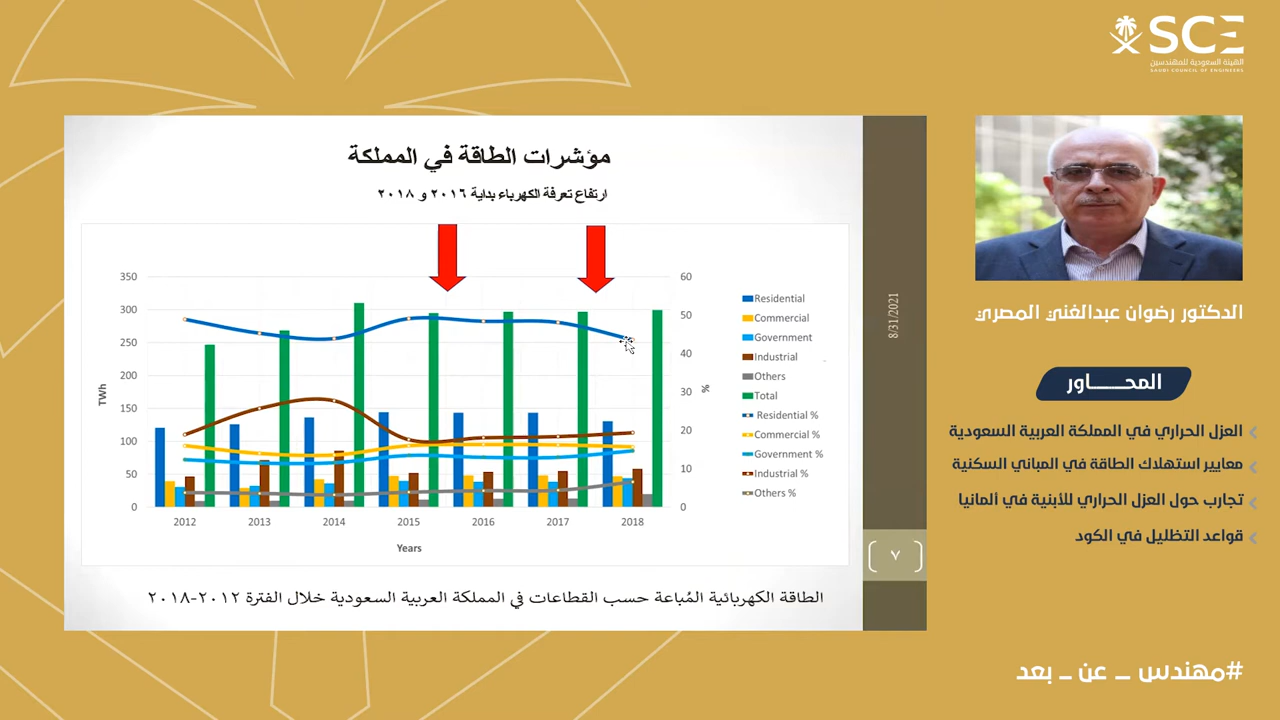 SCE
الهيئة السعودية للمهندسين
SAUDI COUNCIL OF ENGINEERS
مؤشرات الطاقة في المملكة
ارتفاع تعرفة الكهرباء بداية ٢٠١٦ و ٢٠١٨
350
300
250
200
150
100
50
0
TWh
60
50
40
30
20
10
0
%
2012 2013 2014 2015 2016 2017 2018
Years
Residential
Commercial
Government
Industrial
Others
Total
Residential %
Commercial %
Government %
Industrial %
Others %
8/31/2021
٧
الطاقة الكهربائية المُباعة حسب القطاعات في المملكة العربية السعودية خلال الفترة ٢٠١٢-٢٠١٨
الدكتور رضوان عبدالغني المصري
المحـــــاور
العزل الحراري في المملكة العربية السعودية
معايير استهلاك الطاقة في المباني السكنية
تجارب حول العزل الحراري للأبنية في ألمانيا
قواعد التظليل في الكود
#مهندس _ عن _ بعد